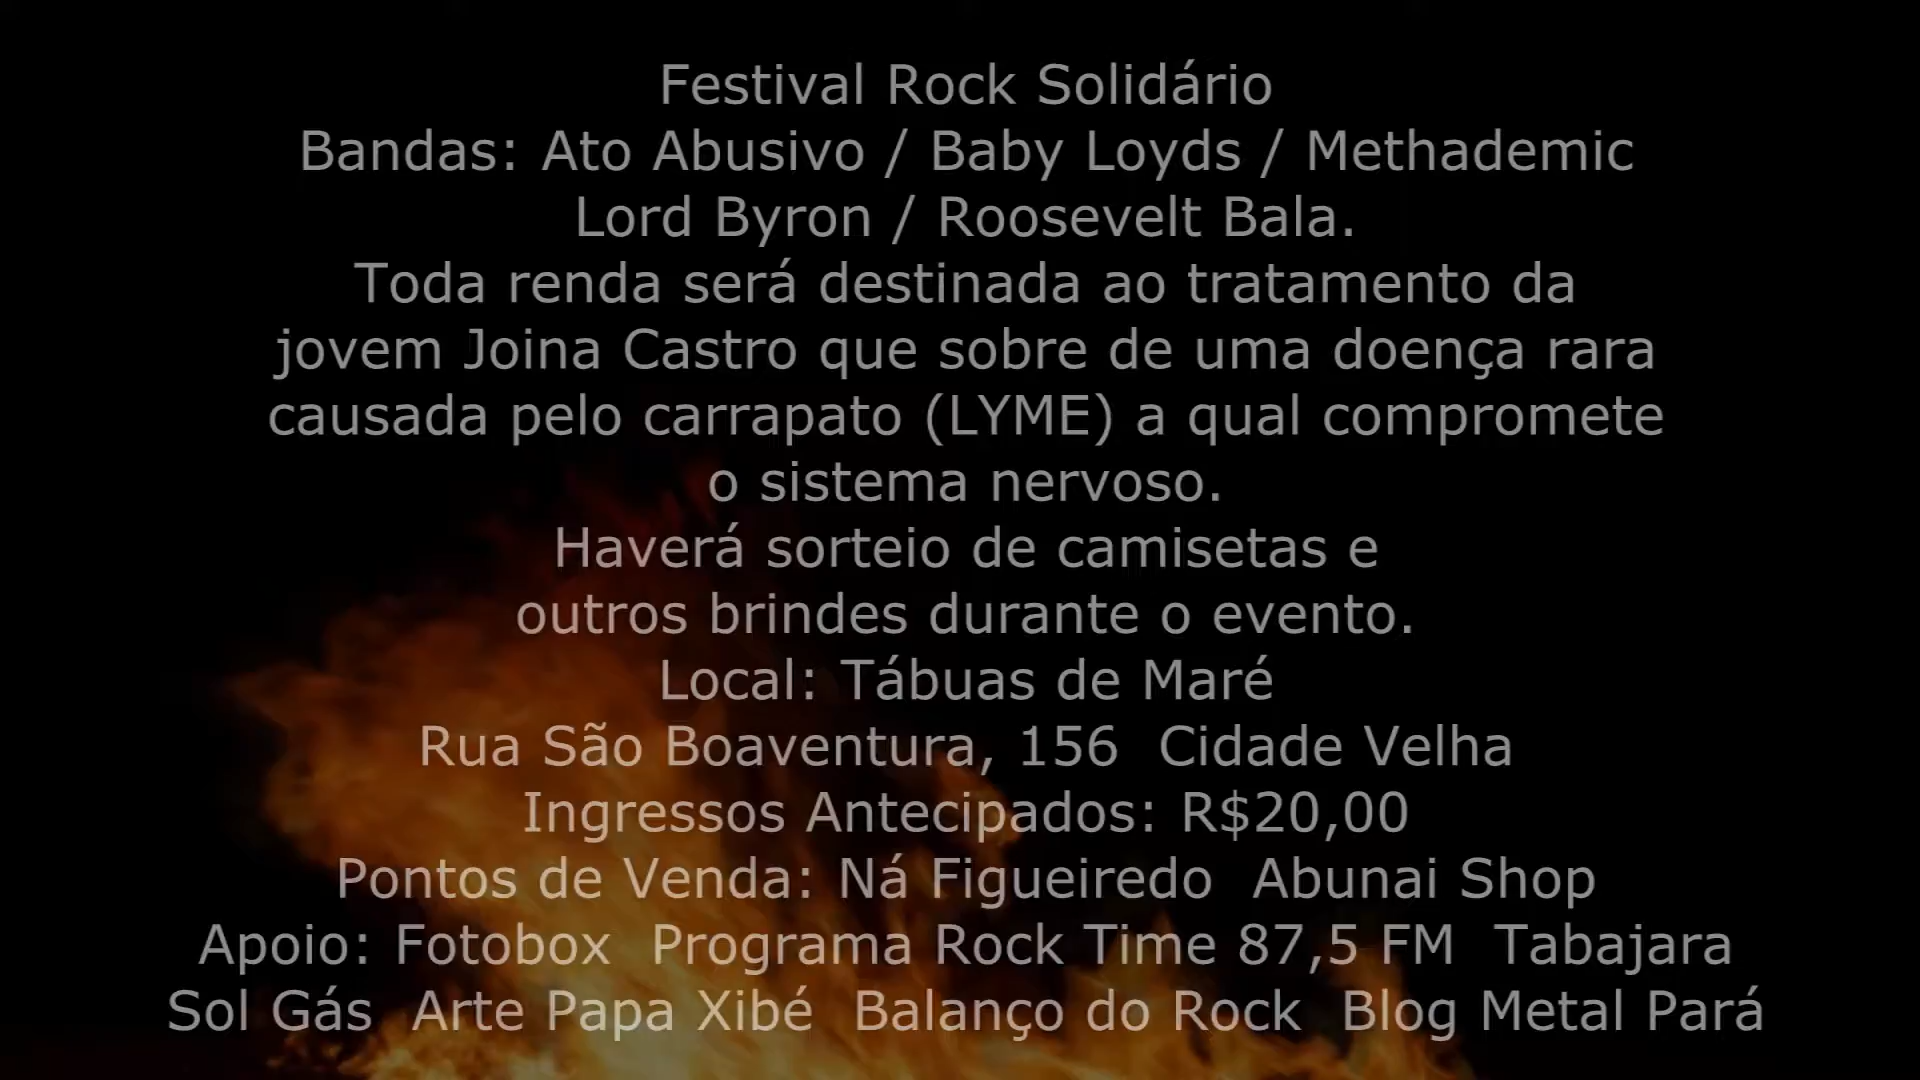 Festival Rock Solidário
Bandas: Ato Abusivo / Baby Loyds / Methademic
Lord Byron / Roosevelt Bala.
Toda renda será destinada ao tratamento da
jovem Joina Castro que sobre de uma doença rara
causada pelo carrapato (LYME) a qual compromete
o sistema nervoso.
Haverá sorteio de camisetas e
outros brindes durante o evento.
Local: Tábuas de Maré
Rua São Boaventura, 156  Cidade Velha
Ingressos Antecipados: R$20,00
Pontos de Venda: Ná Figueiredo  Abunai Shop
Apoio: Fotobox  Programa Rock Time 87,5 FM  Tabajara
Sol Gás  Arte Papa Xibé  Balanço do Rock  Blog Metal Pará